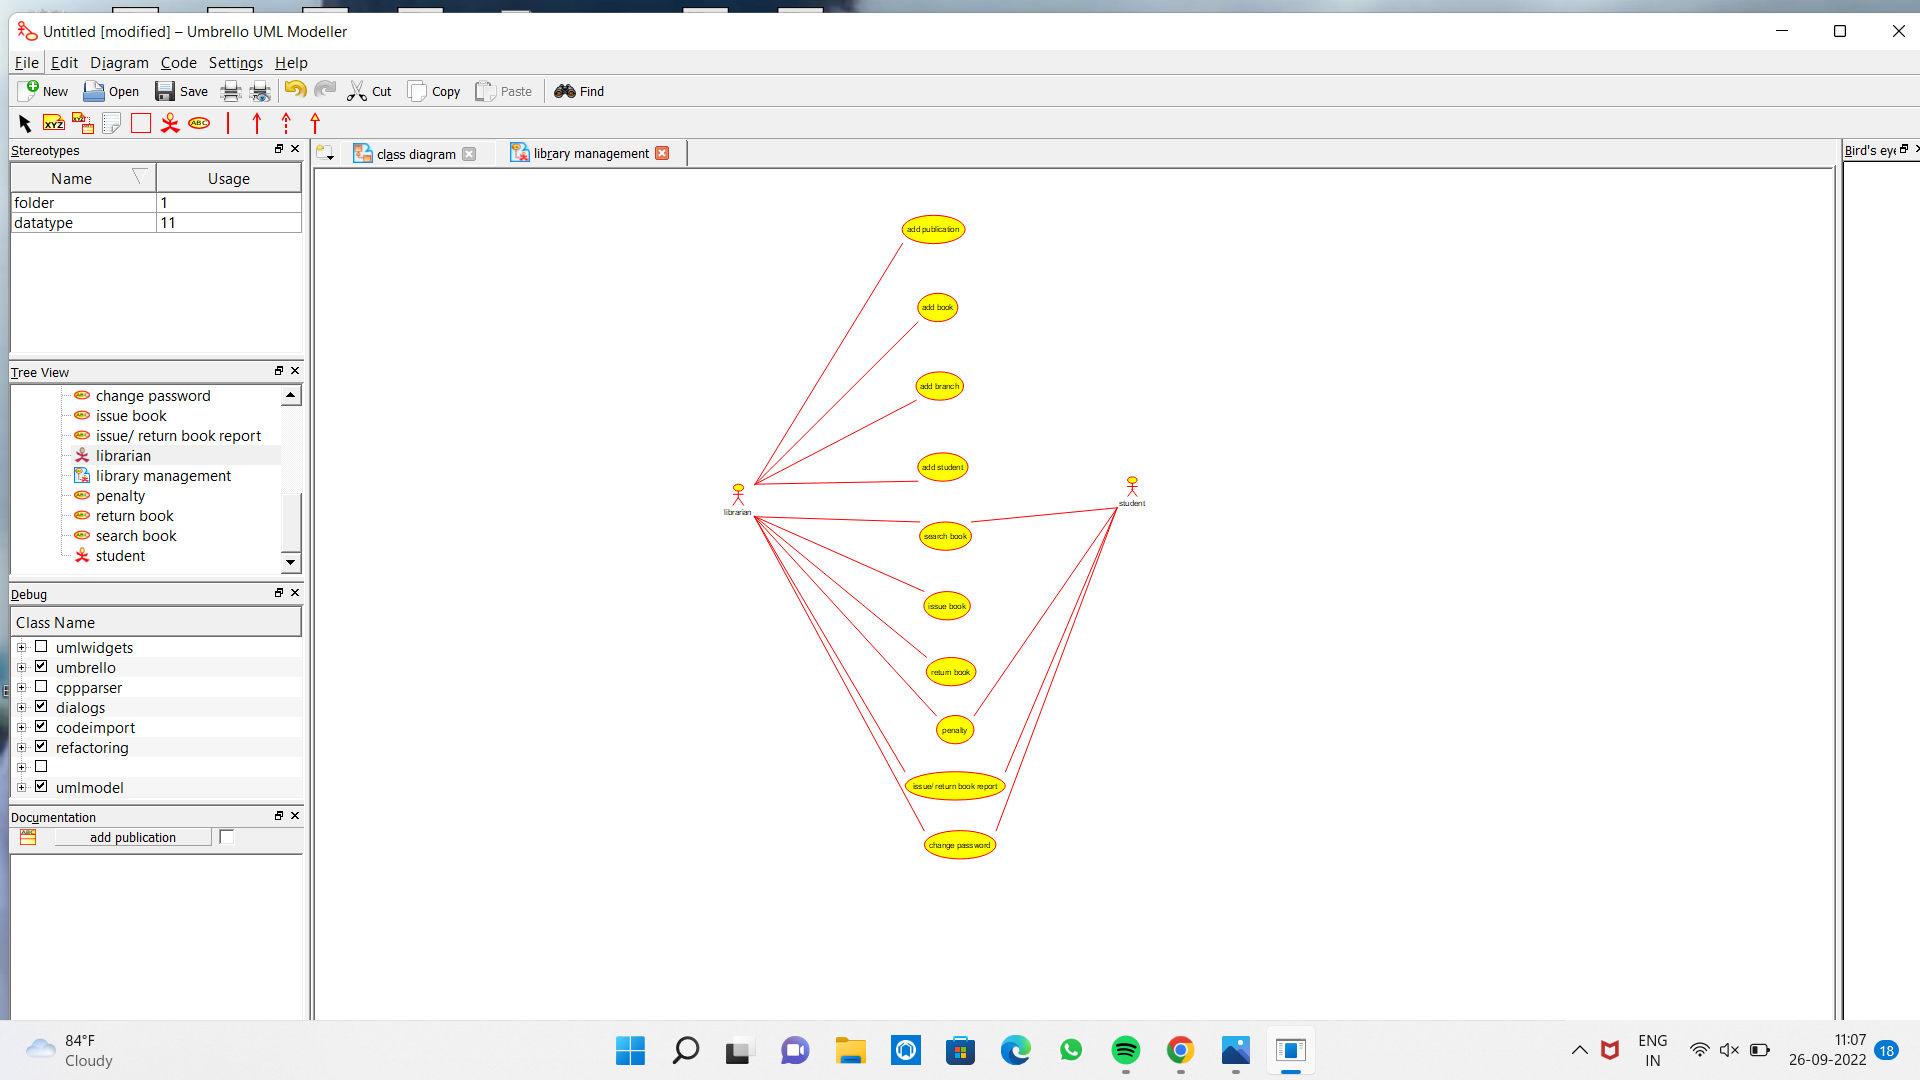 Untitled [modified] – Umbrello UML Modeller
File Edit Diagram Code Settings Help
New Open Save Cut Copy Paste Find
XYZ XYZ ABC
Stereotypes
Name Usage
folder 1
datatype 11
Tree View
change password
issue book
issue/ return book report
librarian
library management
penalty
return book
search book
student
Debug
Class Name
umlwidgets
umbrello
cppparser
dialogs
codeimport
refactoring
umlmodel
Documentation
add publication
class diagram
library management
Bird's eye
add publication
add book
add branch
add student
librarian
student
search book
issue book
return book
penalty
issue/ return book report
change password
84°F
Cloudy
ENG
IN
11:07
26-09-2022
18